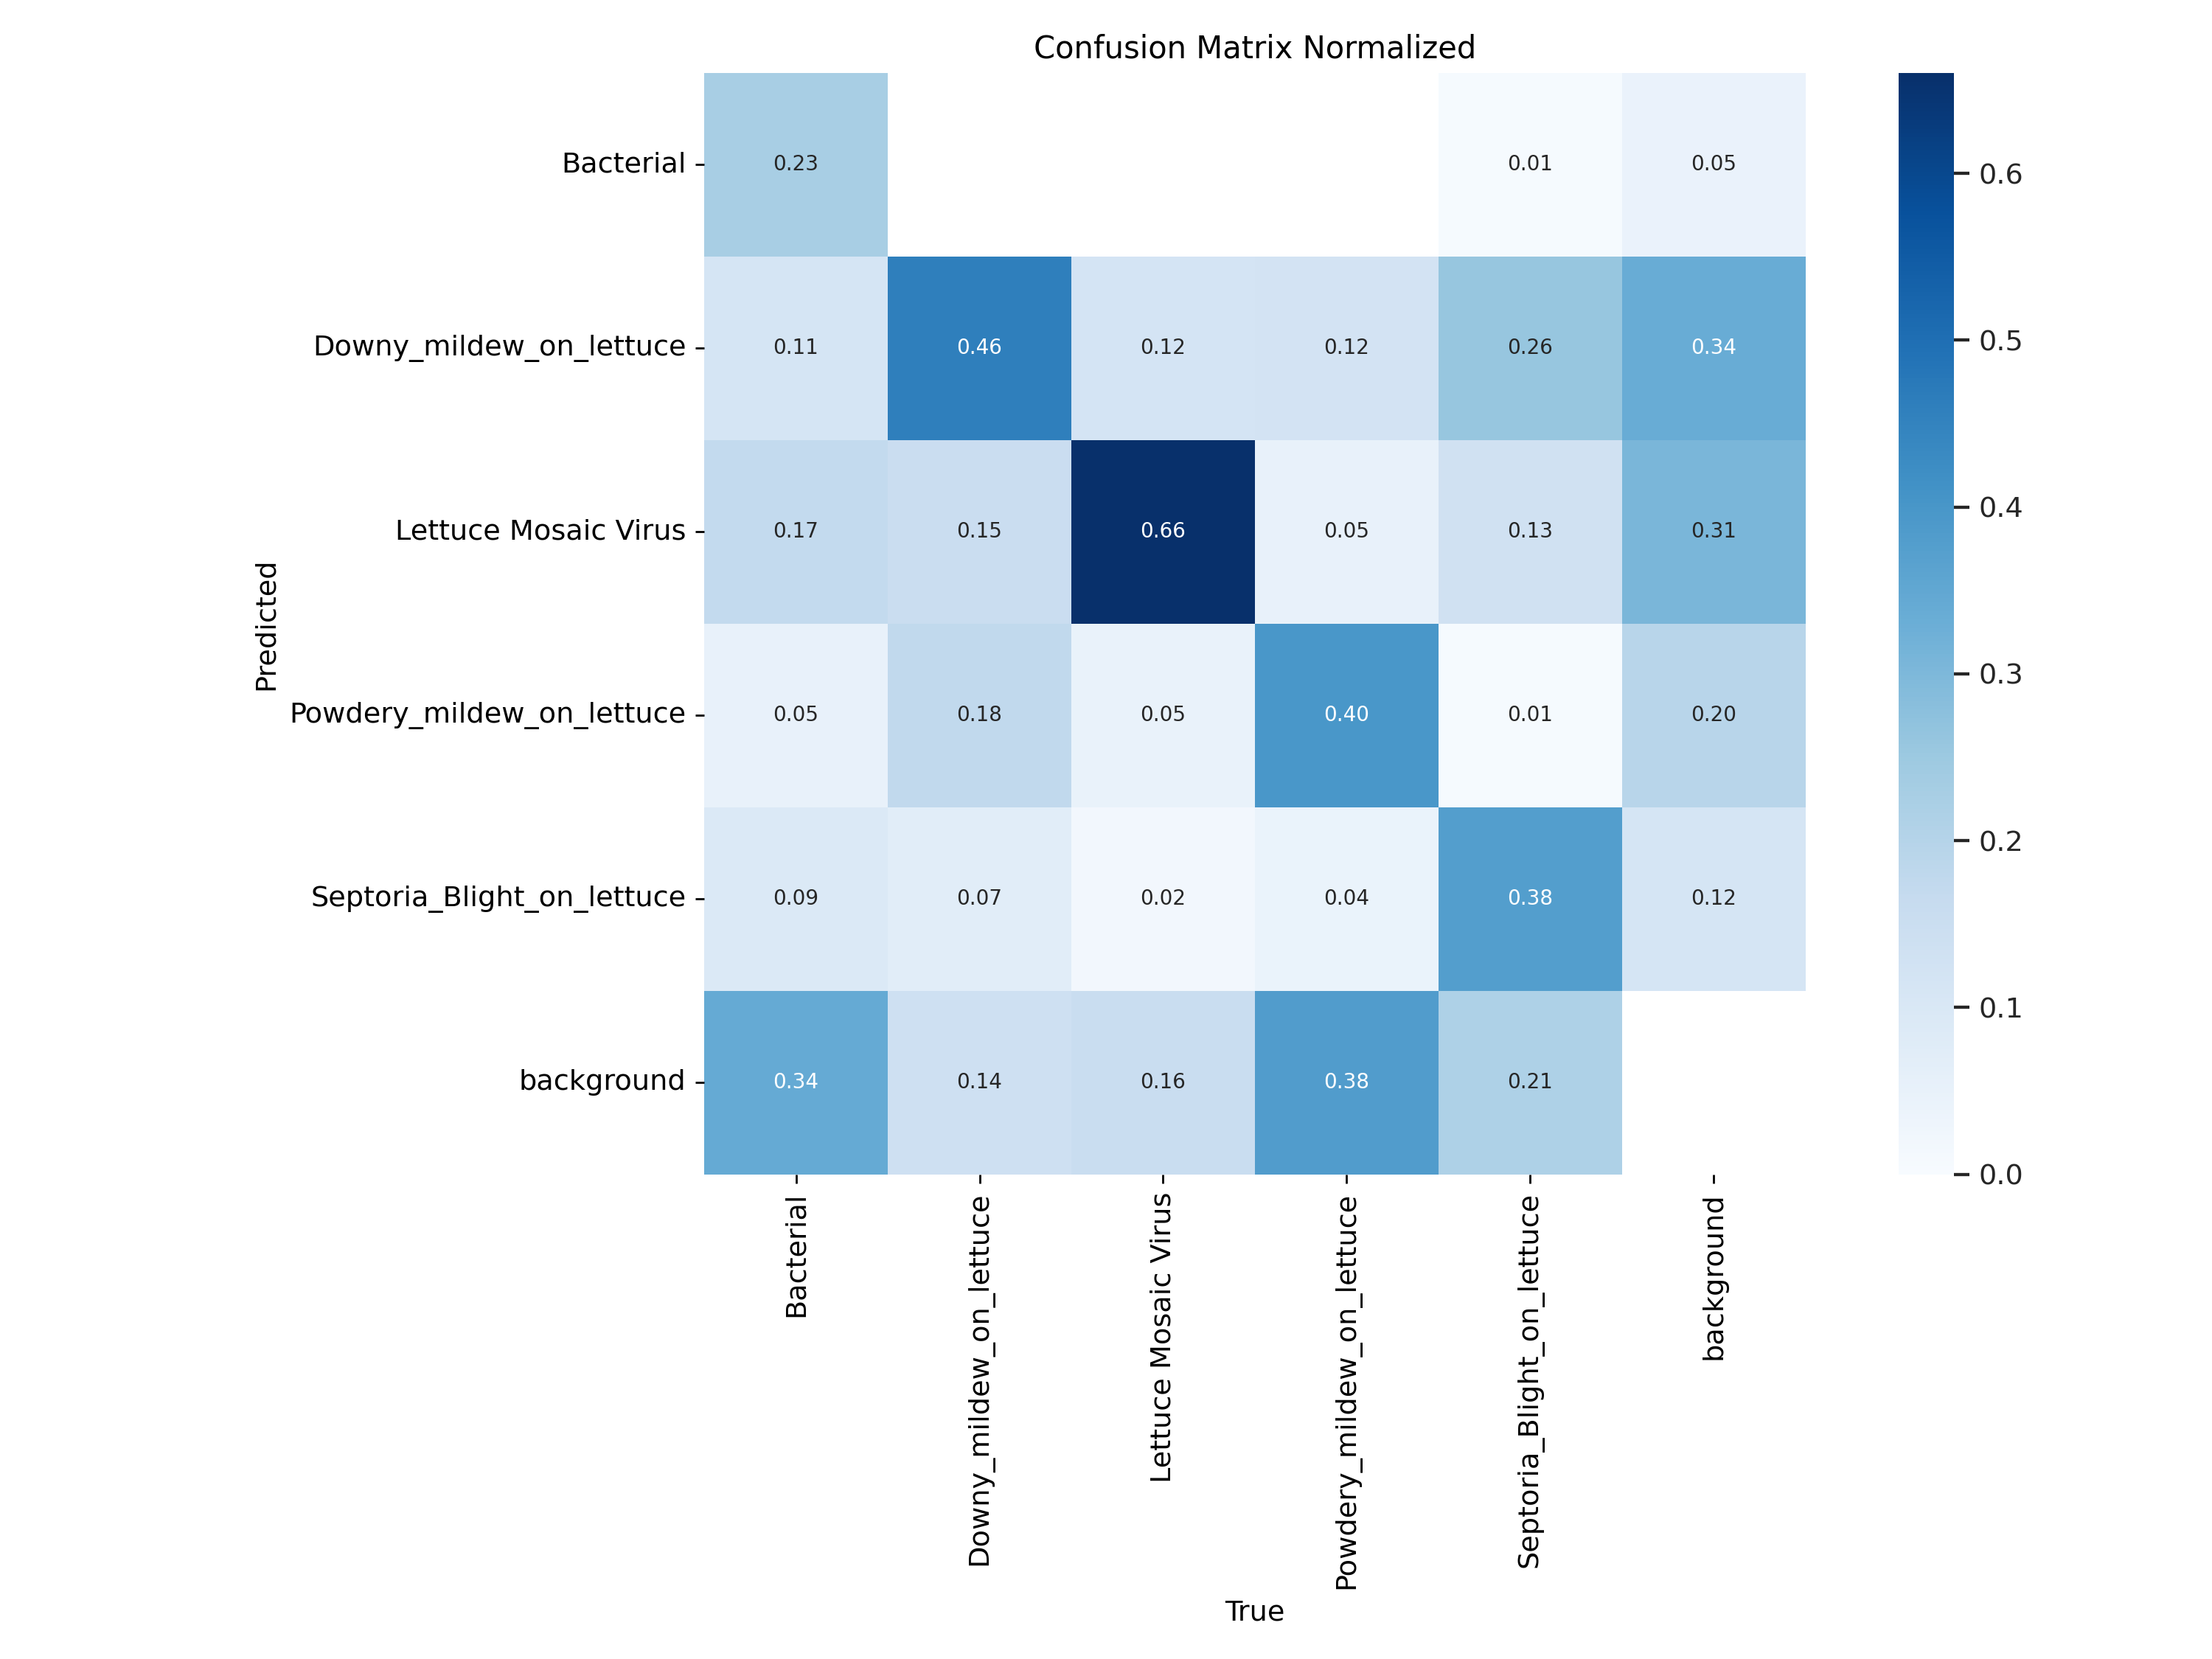 Confusion Matrix Normalized
Predicted
Bacterial 0.23 0.01 0.05
Downy_mildew_on_lettuce 0.11 0.46 0.12 0.12 0.26 0.34
Lettuce Mosaic Virus 0.17 0.15 0.66 0.05 0.13 0.31
Powdery_mildew_on_lettuce 0.05 0.18 0.05 0.40 0.01 0.20
Septoria_Blight_on_lettuce 0.09 0.07 0.02 0.04 0.38 0.12
background 0.34 0.14 0.16 0.38 0.21
Bacterial
Downy_mildew_on_lettuce
Lettuce Mosaic Virus
Powdery_mildew_on_lettuce
Septoria_Blight_on_lettuce
background
True
0.6
0.5
0.4
0.3
0.2
0.1
0.0